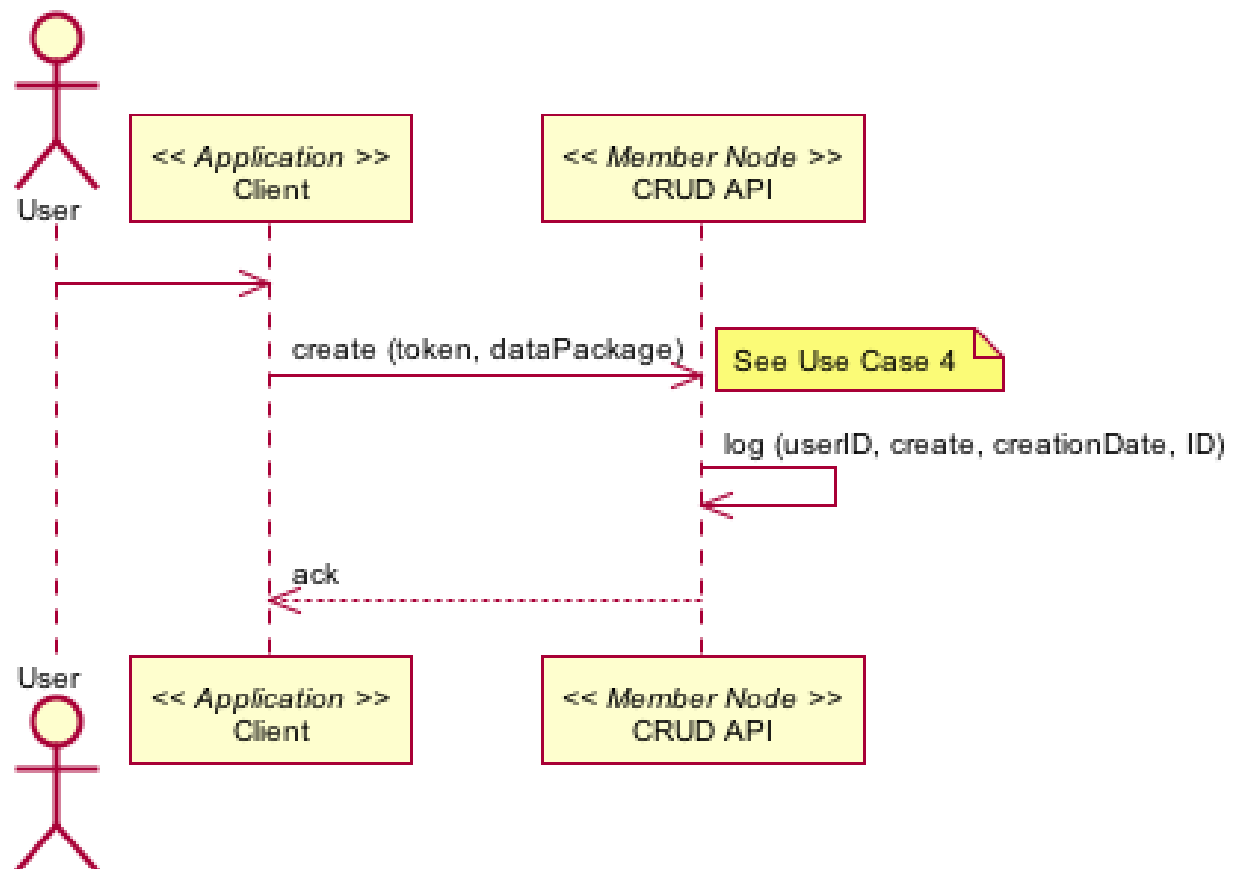 << Application >>
Client
<< Member Node >>
CRUD API
User
create (token, dataPackage)
See Use Case 4
log (userID, create, creationDate, ID)
ack
User
<< Application >>
Client
<< Member Node >>
CRUD API